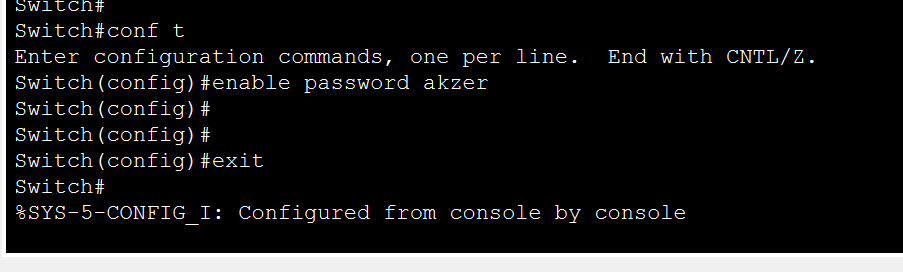 Switch#
Switch#conf t
Enter configuration commands, one per line.  End with CNTL/Z.
Switch(config)#enable password akzer
Switch(config)#
Switch(config)#
Switch(config)#exit
Switch#
%SYS-5-CONFIG_I: Configured from console by console